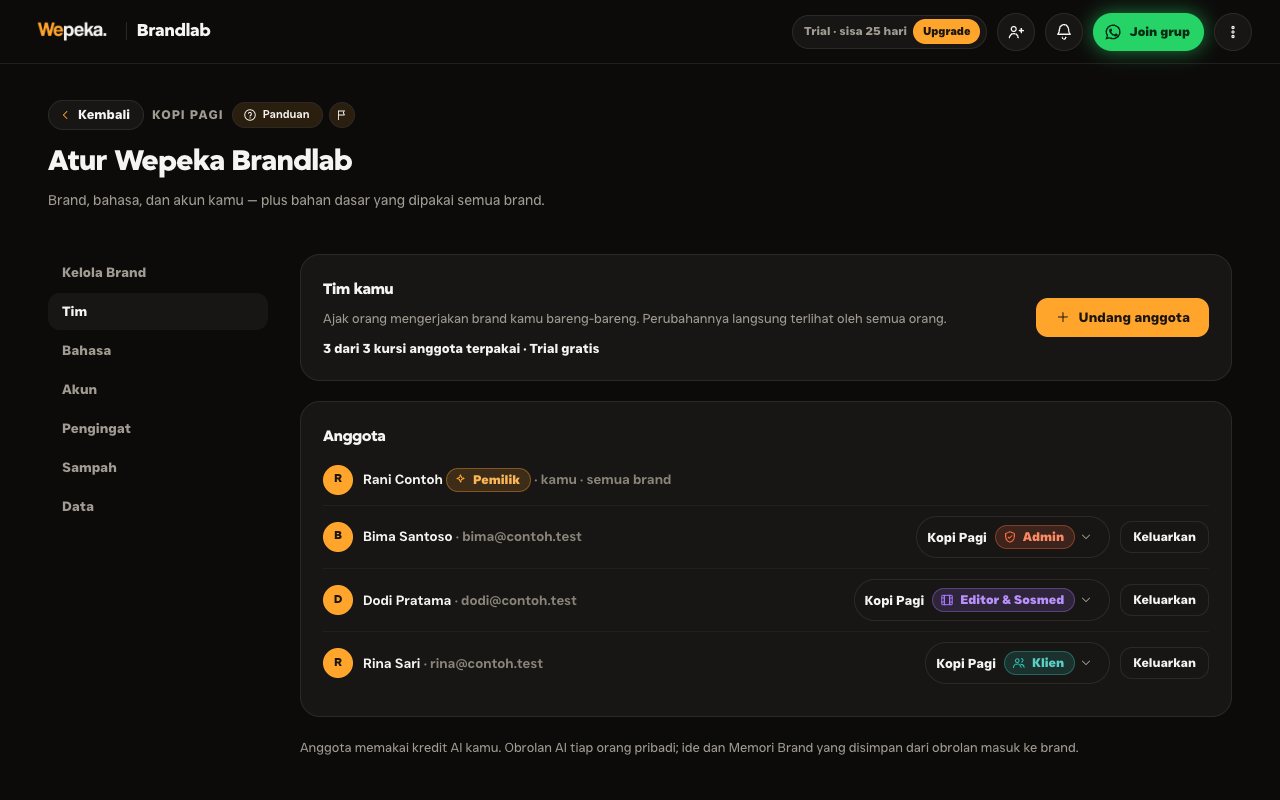 Wepeka. Brandlab
Trial · sisa 25 hari Upgrade Join grup
Kembali KOPI PAGI Panduan
Atur Wepeka Brandlab
Brand, bahasa, dan akun kamu — plus bahan dasar yang dipakai semua brand.
Kelola Brand
Tim
Bahasa
Akun
Pengingat
Sampah
Data
Tim kamu
Ajak orang mengerjakan brand kamu bareng-bareng. Perubahannya langsung terlihat oleh semua orang.
3 dari 3 kursi anggota terpakai · Trial gratis
+ Undang anggota
Anggota
R Rani Contoh Pemilik · kamu · semua brand
B Bima Santoso · bima@contoh.test Kopi Pagi Admin Keluarkan
D Dodi Pratama · dodi@contoh.test Kopi Pagi Editor & Sosmed Keluarkan
R Rina Sari · rina@contoh.test Kopi Pagi Klien Keluarkan
Anggota memakai kredit AI kamu. Obrolan AI tiap orang pribadi; ide dan Memori Brand yang disimpan dari obrolan masuk ke brand.